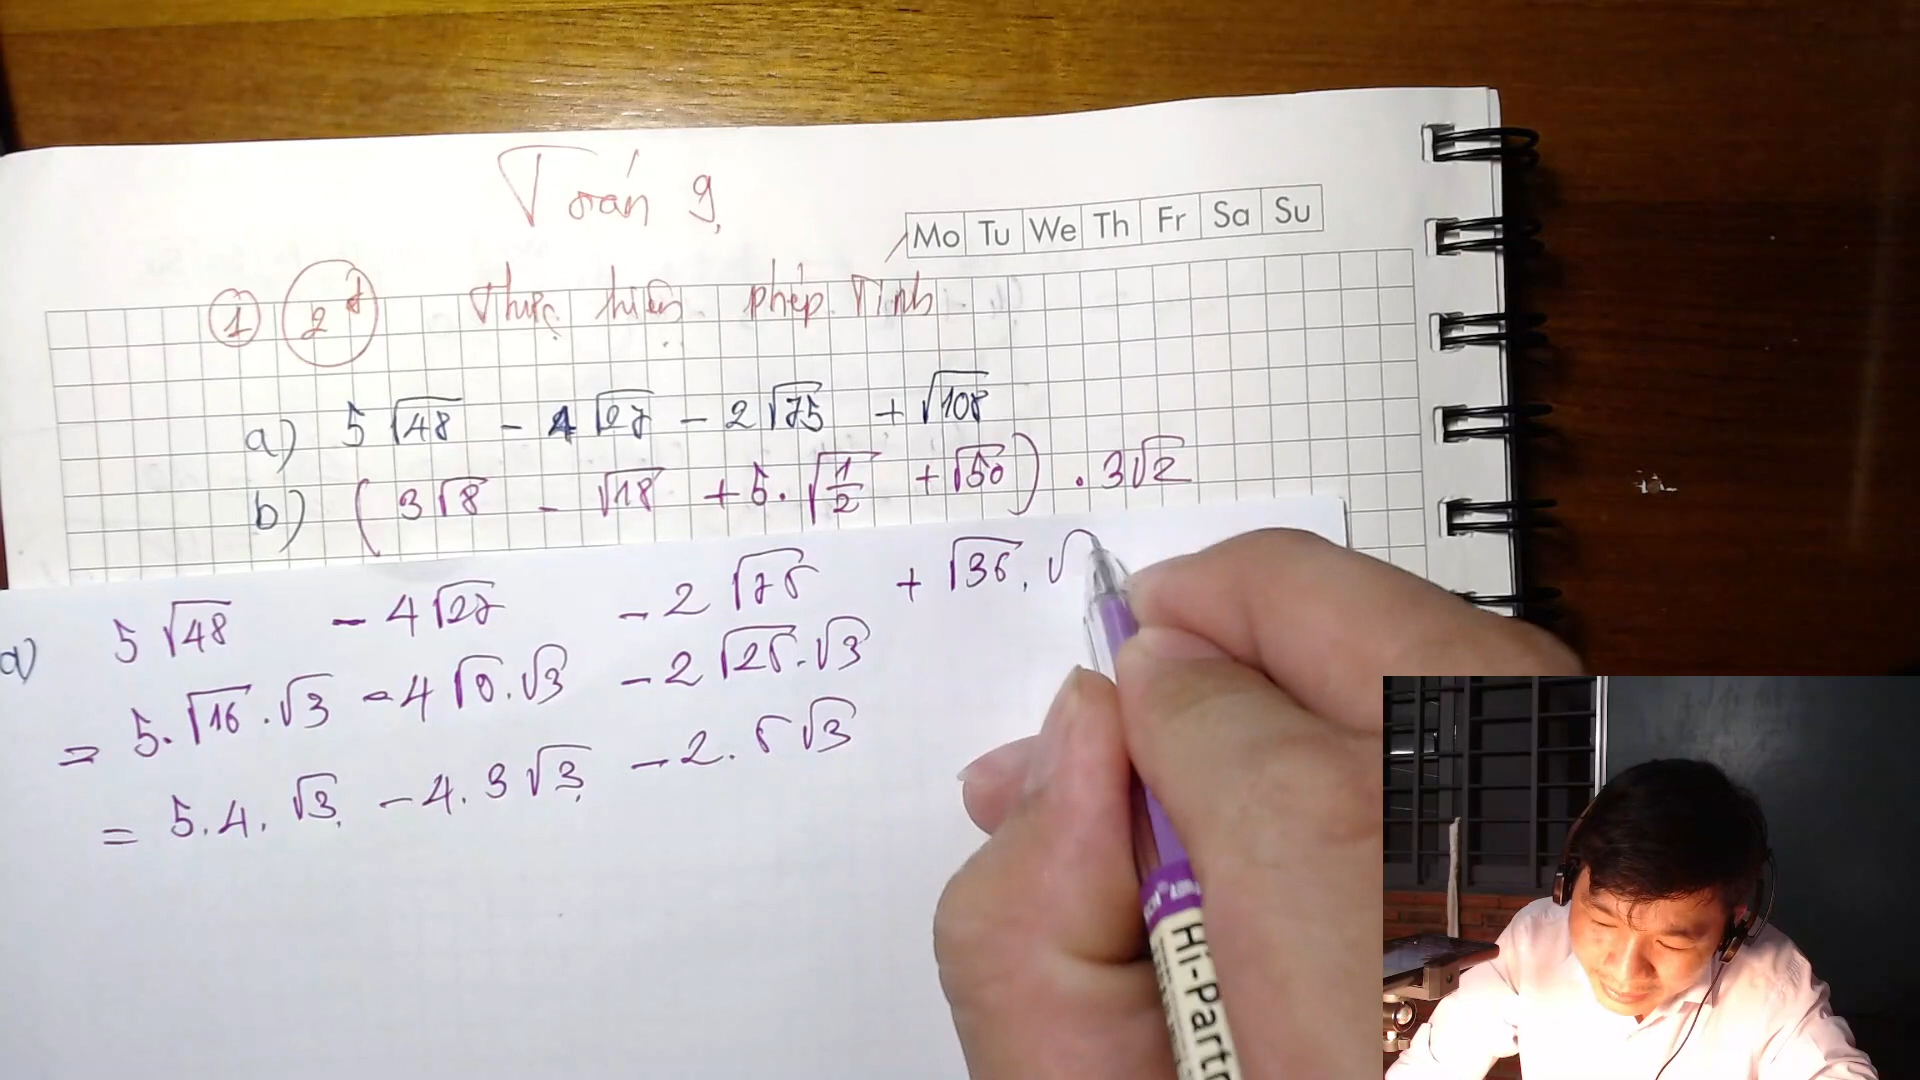 Toán 9
Mo Tu We Th Fr Sa Su
① ②đ Thực hiện phép tính
a) 5√48 - 4√27 - 2√75 + √108
b) (3√8 - √18 + 5.√(1/2) + √50) . 3√2
a) 5√48 - 4√27 - 2√75 + √36.√
= 5.√16.√3 - 4√9.√3 - 2√25.√3
= 5.4.√3 - 4.3√3 - 2.5√3
Hi-Partn